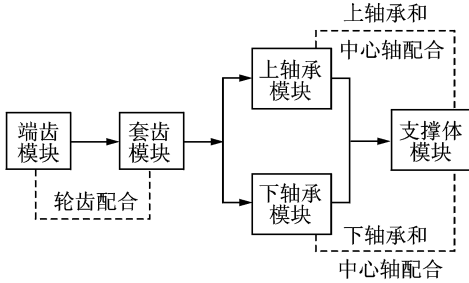 上轴承和
中心轴配合
上轴承
模块
端齿
模块
套齿
模块
支撑体
模块
轮齿配合
下轴承
模块
下轴承和
中心轴配合